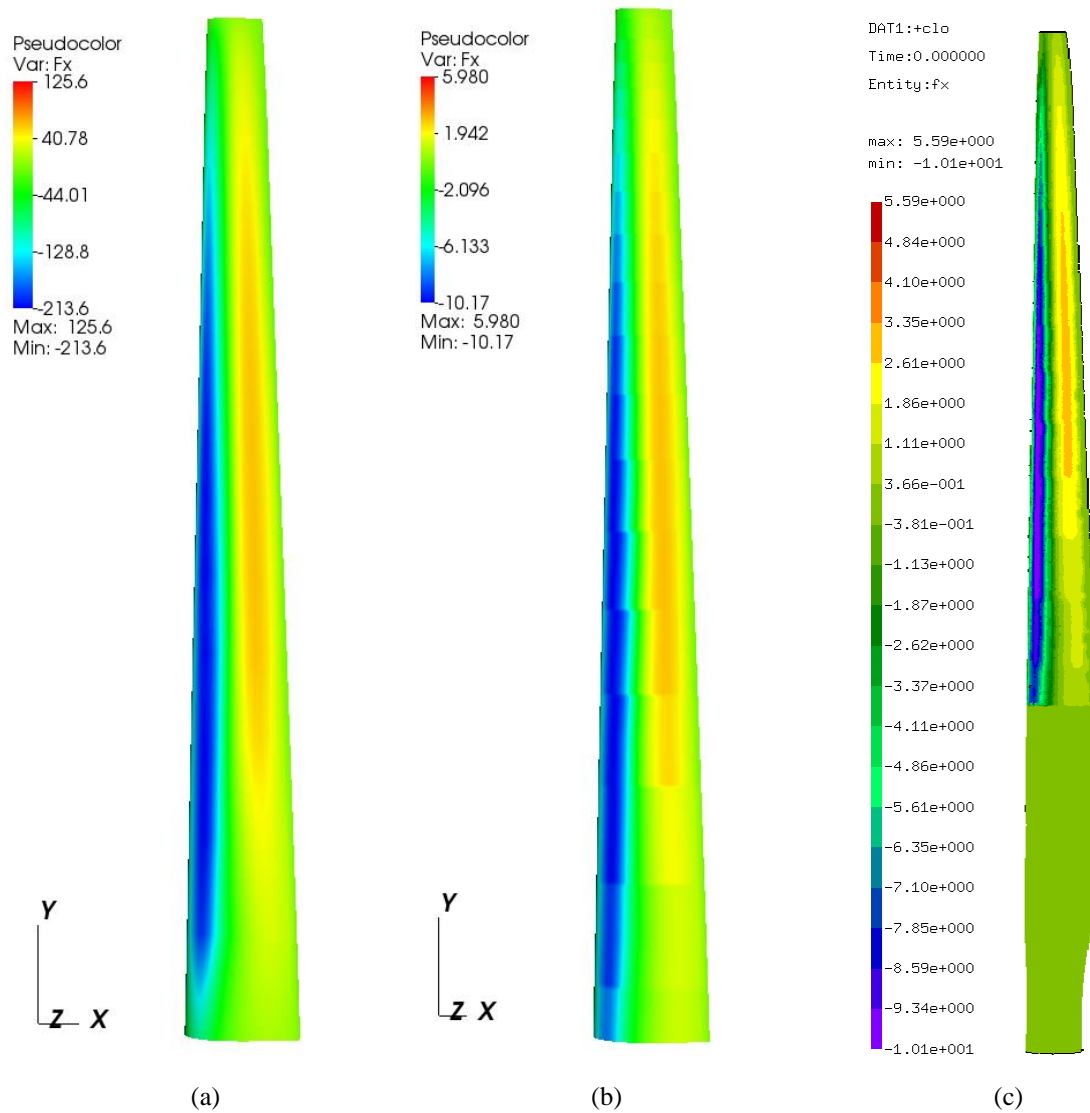 Pseudocolor
Var: Fx
125.6
40.78
-44.01
-128.8
-213.6
Max: 125.6
Min: -213.6
Y
Z X
(a)
Pseudocolor
Var: Fx
5.980
1.942
-2.096
-6.133
-10.17
Max: 5.980
Min: -10.17
Y
Z X
(b)
DAT1:+clo
Time:0.000000
Entity:fx
max: 5.59e+000
min: -1.01e+001
5.59e+000
4.84e+000
4.10e+000
3.35e+000
2.61e+000
1.86e+000
1.11e+000
3.66e-001
-3.81e-001
-1.13e+000
-1.87e+000
-2.62e+000
-3.37e+000
-4.11e+000
-4.86e+000
-5.61e+000
-6.35e+000
-7.10e+000
-7.85e+000
-8.59e+000
-9.34e+000
-1.01e+001
(c)